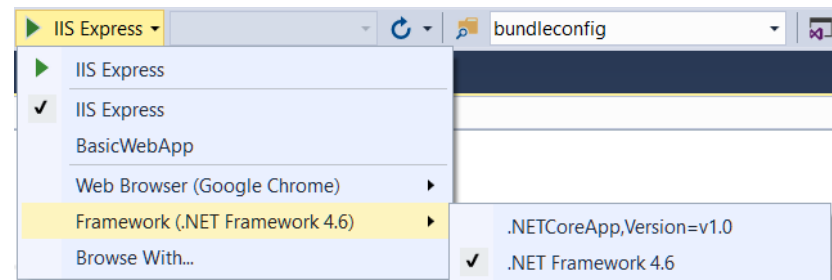 IIS Express
bundleconfig
IIS Express
IIS Express
BasicWebApp
Web Browser (Google Chrome)
Framework (.NET Framework 4.6)
.NETCoreApp,Version=v1.0
Browse With...
.NET Framework 4.6